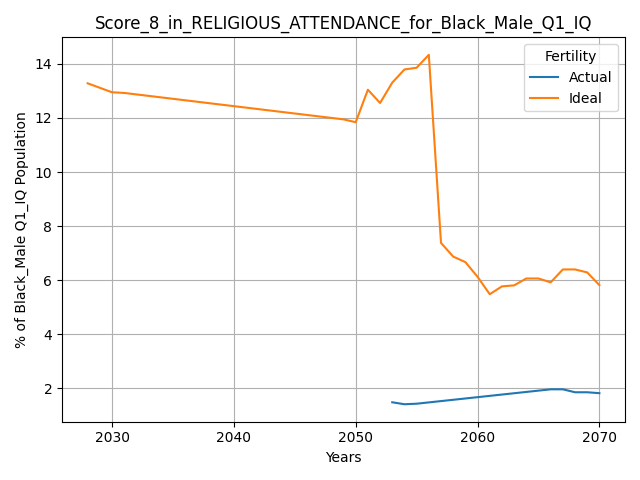 Score_8_in_RELIGIOUS_ATTENDANCE_for_Black_Male_Q1_IQ
Fertility
Actual
Ideal
% of Black_Male Q1_IQ Population
14
12
10
8
6
4
2
2030 2040 2050 2060 2070
Years